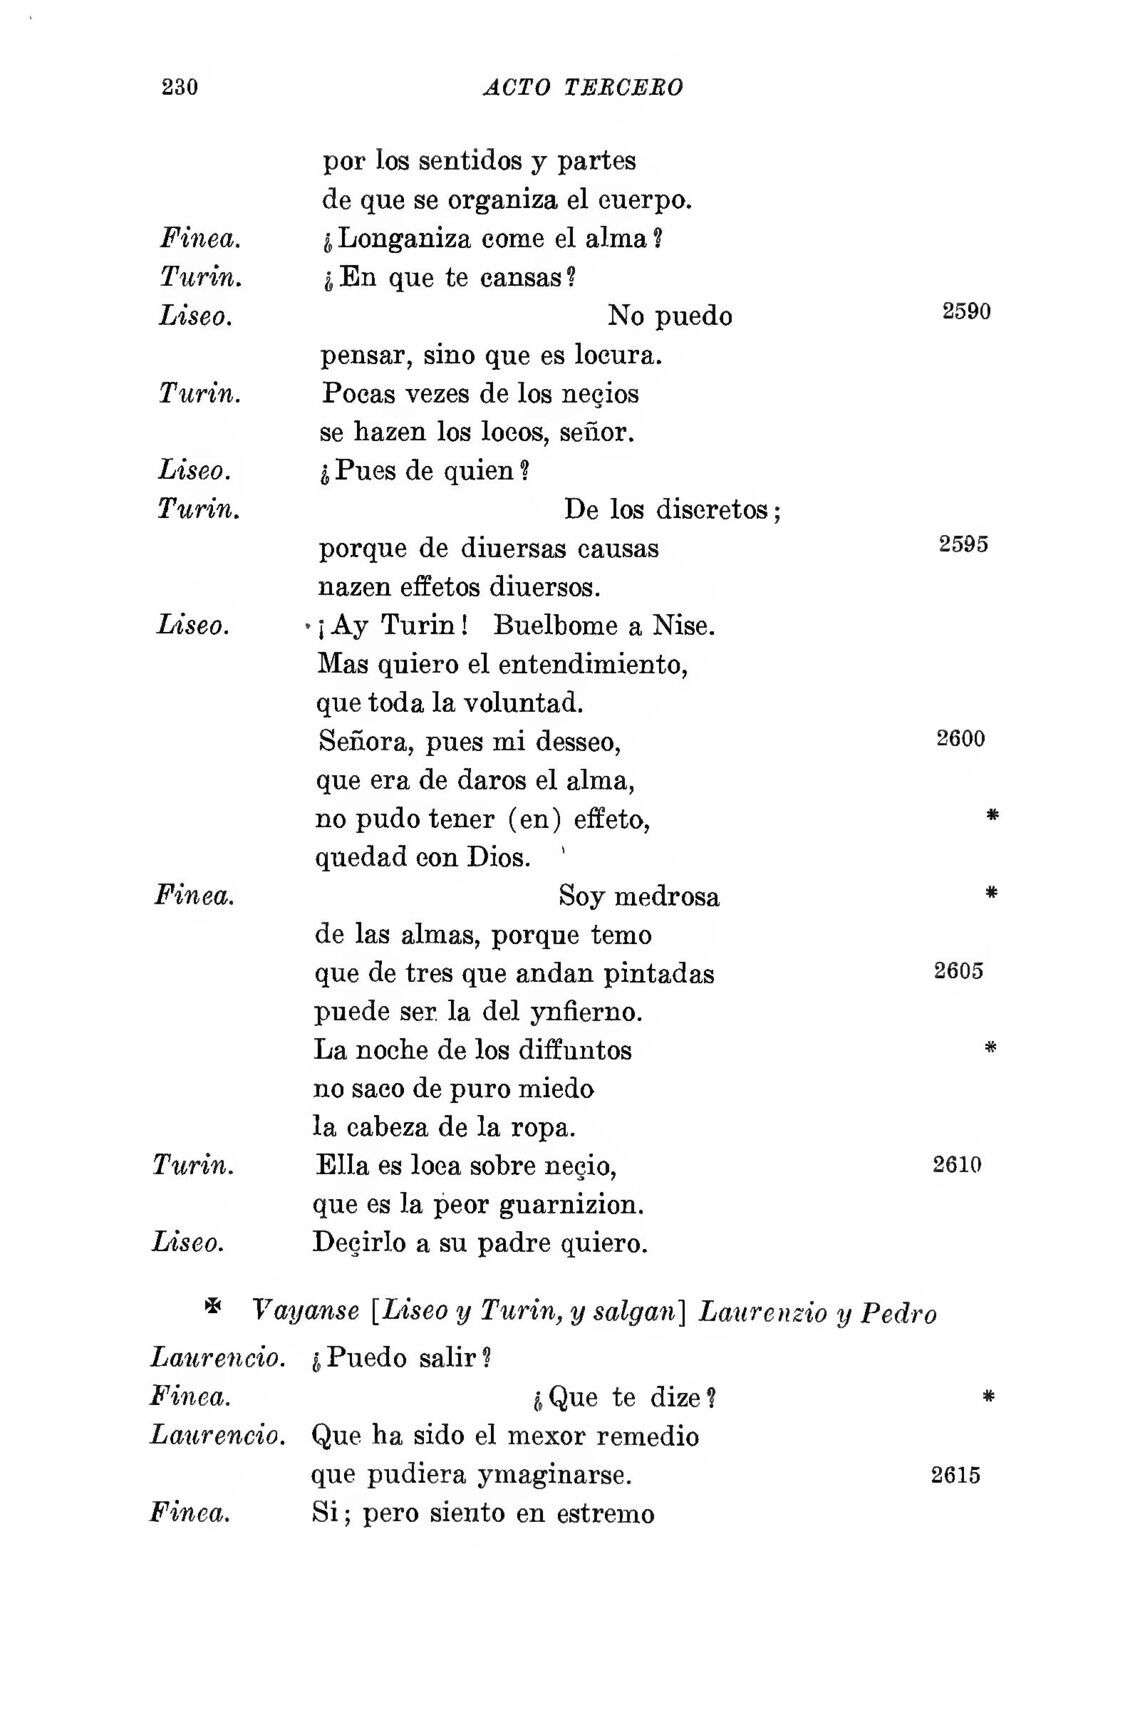 230 ACTO TERCERO
por los sentidos y partes
de que se organiza el cuerpo.
Finea. ¿Longaniza come el alma?
Turin. ¿En que te cansas?
Liseo. No puedo 2590
pensar, sino que es locura.
Turin. Pocas vezes de los neçios
se hazen los locos, señor.
Liseo. ¿Pues de quien?
Turin. De los discretos;
porque de diuersas causas 2595
nazen effetos diuersos.
Liseo. ¡Ay Turin! Buelbome a Nise.
Mas quiero el entendimiento,
que toda la voluntad.
Señora, pues mi desseo, 2600
que era de daros el alma,
no pudo tener (en) effeto, *
quedad con Dios.
Finea. Soy medrosa *
de las almas, porque temo
que de tres que andan pintadas 2605
puede ser la del ynfierno.
La noche de los diffuntos *
no saco de puro miedo
la cabeza de la ropa.
Turin. Ella es loca sobre neçio, 2610
que es la peor guarnizion.
Liseo. Deçirlo a su padre quiero.
✠ Vayanse [Liseo y Turin, y salgan] Laurenzio y Pedro
Laurencio. ¿Puedo salir?
Finea. ¿Que te dize? *
Laurencio. Que ha sido el mexor remedio
que pudiera ymaginarse. 2615
Finea. Si; pero siento en estremo